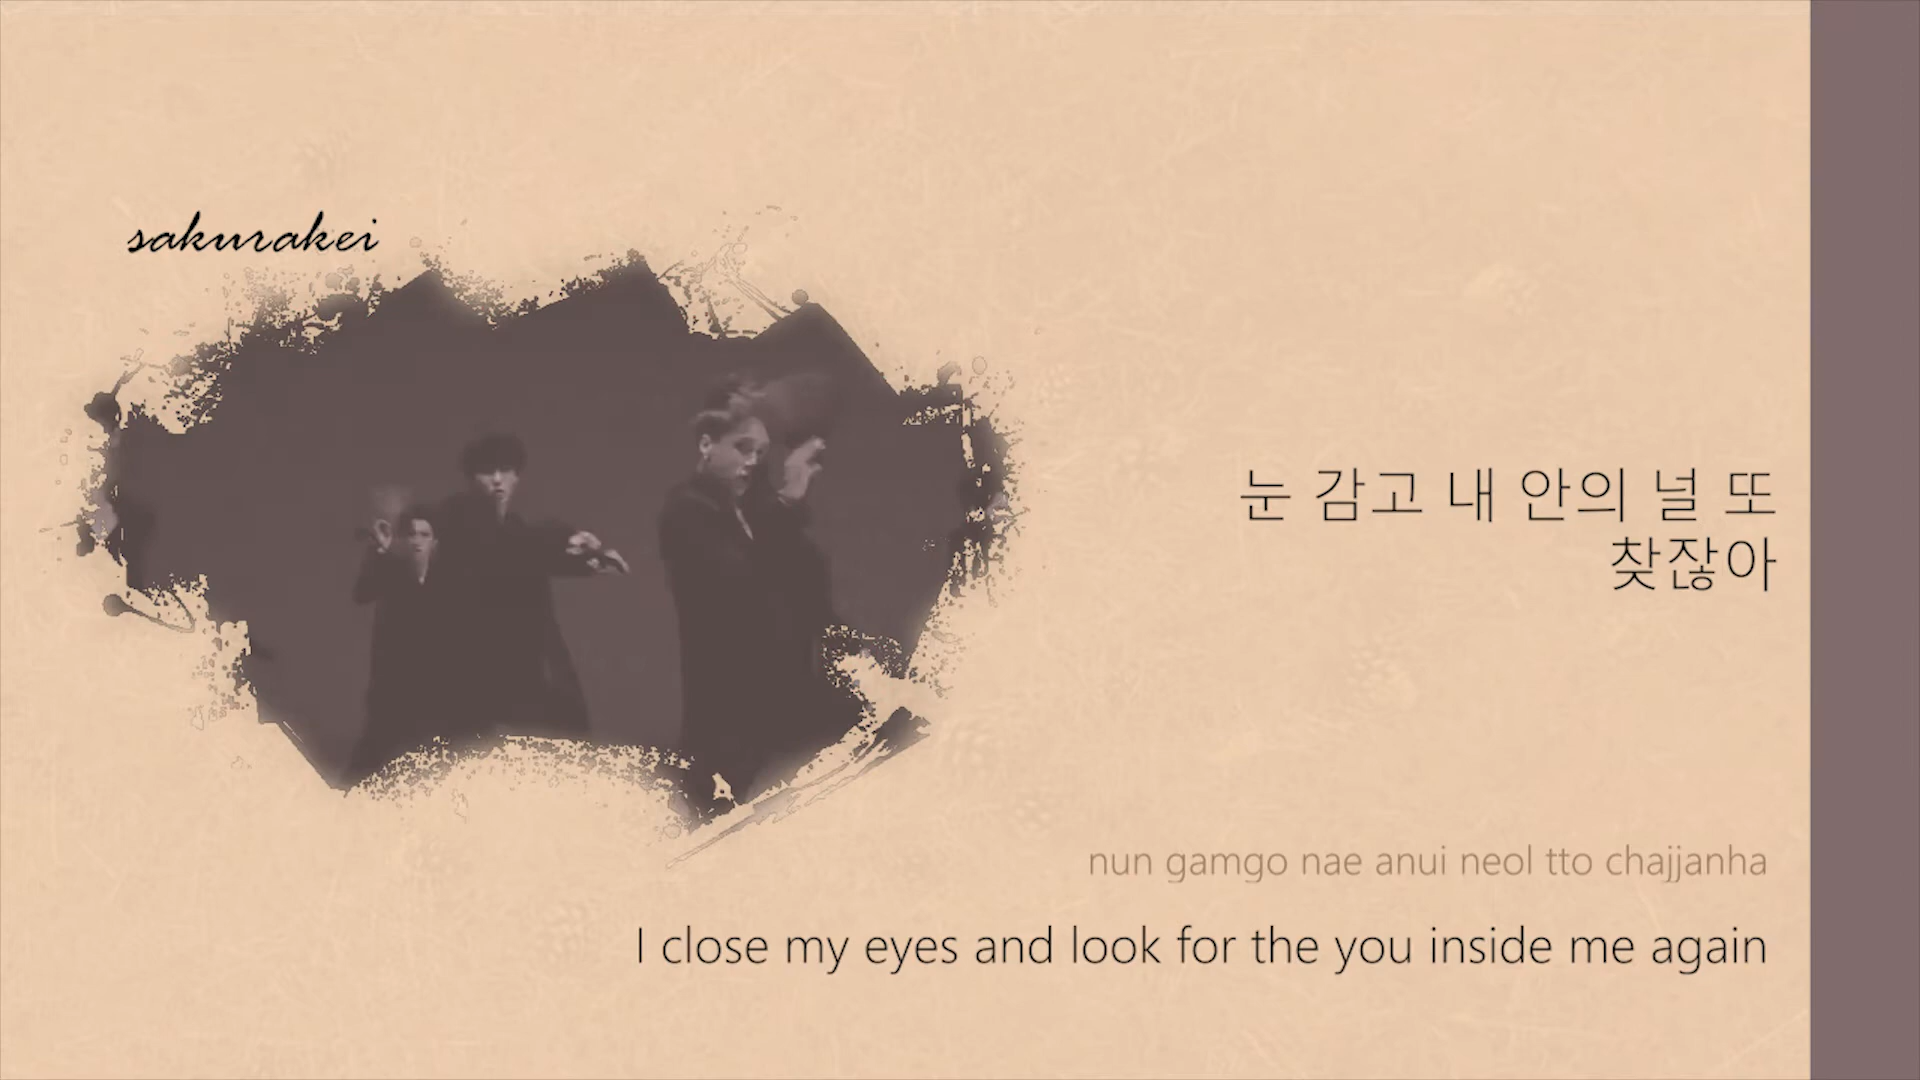 sakurakei
눈 감고 내 안의 널 또
찾잖아
nun gamgo nae anui neol tto chajjanha
I close my eyes and look for the you inside me again